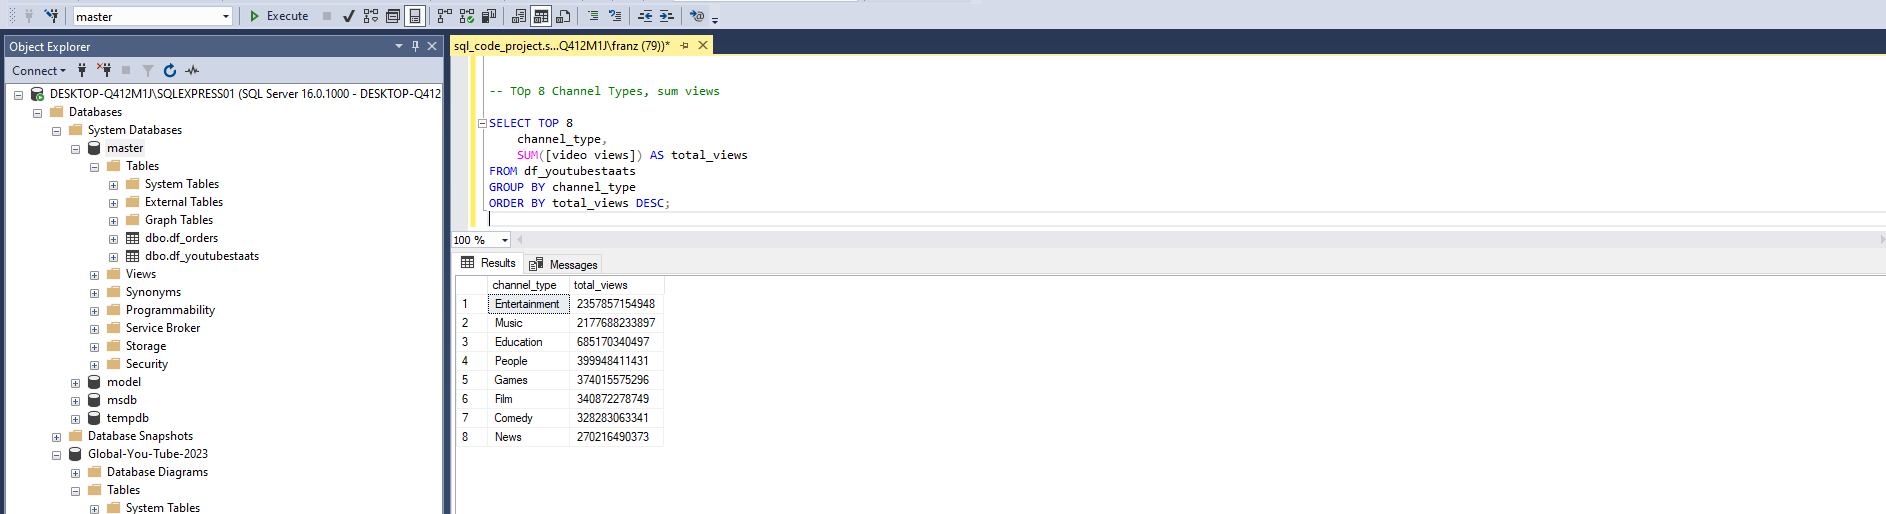 master
Execute
Object Explorer
Connect
DESKTOP-Q412M1J\SQLEXPRESS01 (SQL Server 16.0.1000 - DESKTOP-Q412
Databases
System Databases
master
Tables
System Tables
External Tables
Graph Tables
dbo.df_orders
dbo.df_youtubestaats
Views
Synonyms
Programmability
Service Broker
Storage
Security
model
msdb
tempdb
Database Snapshots
Global-You-Tube-2023
Database Diagrams
Tables
System Tables
sql_code_project.s...Q412M1J\franz (79))*
-- TOp 8 Channel Types, sum views
SELECT TOP 8
channel_type,
SUM([video views]) AS total_views
FROM df_youtubestaats
GROUP BY channel_type
ORDER BY total_views DESC;
100 %
Results Messages
channel_type total_views
1 Entertainment 2357857154948
2 Music 2177688233897
3 Education 685170340497
4 People 399948411431
5 Games 374015575296
6 Film 340872278749
7 Comedy 328283063341
8 News 270216490373